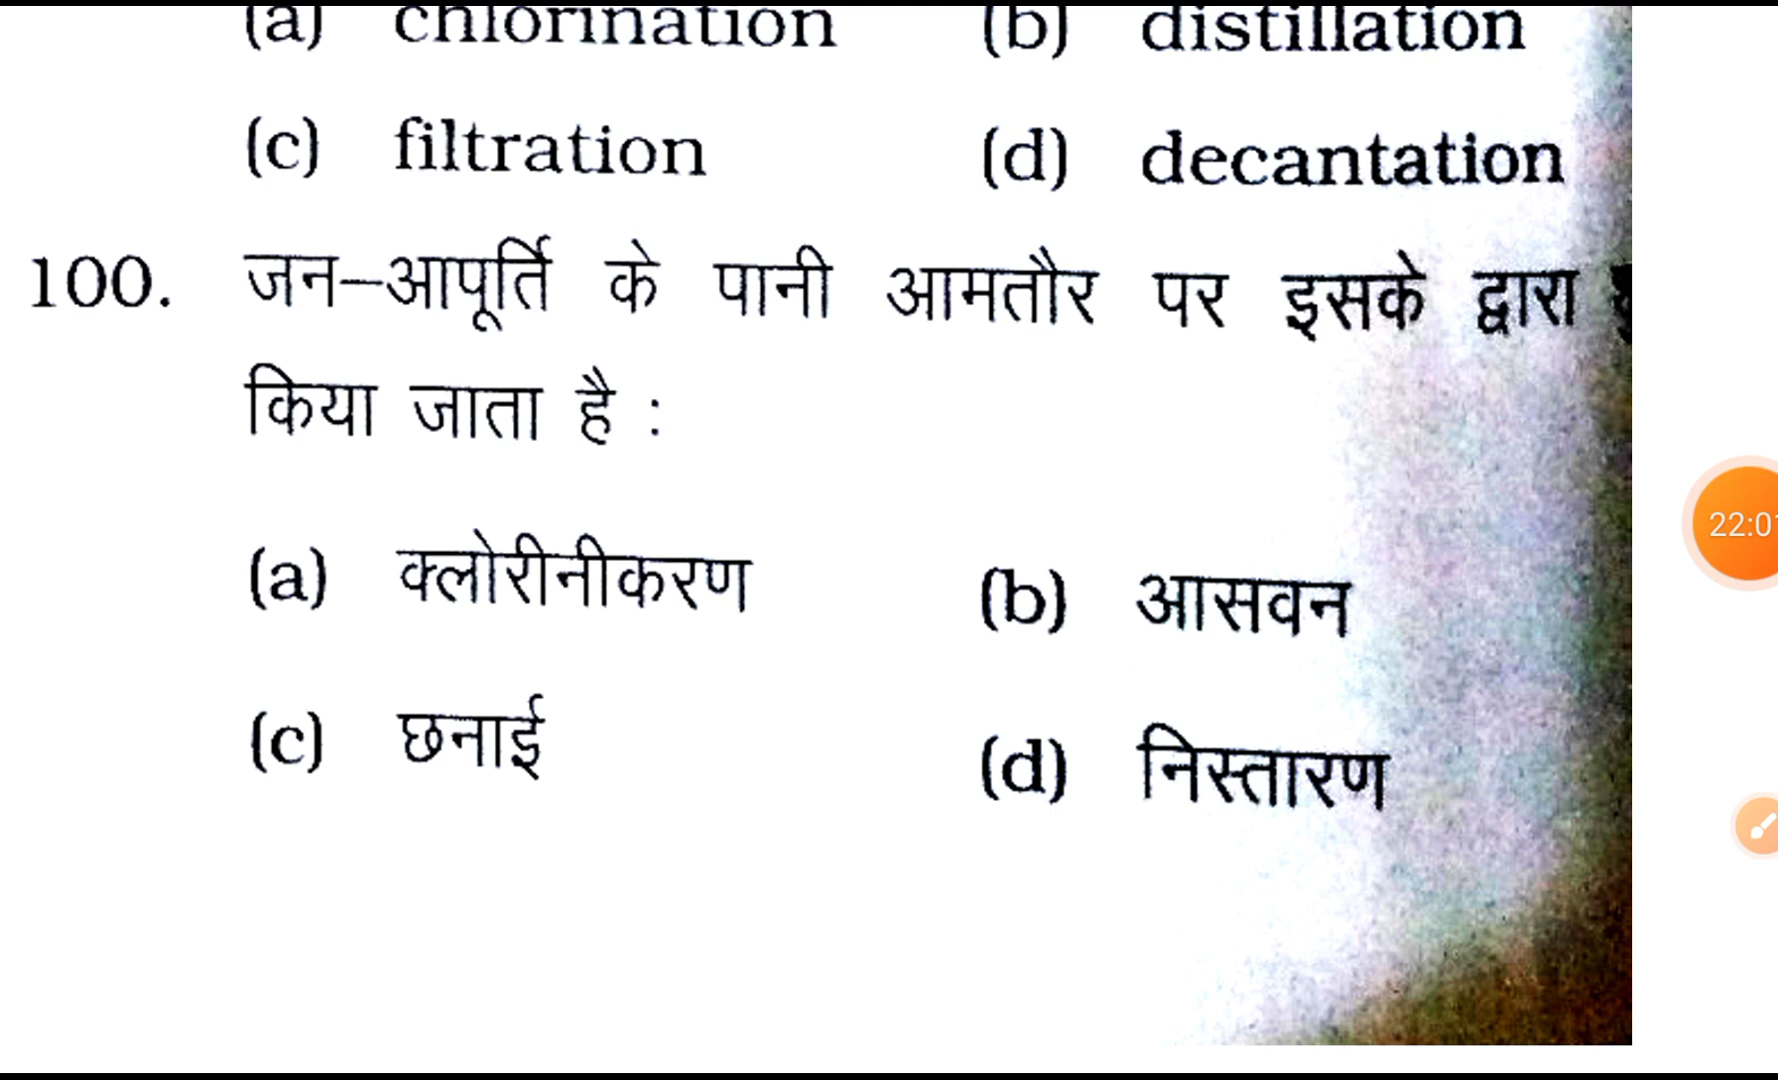 (a) chlorination (b) distillation
(c) filtration (d) decantation
100. जन–आपूर्ति के पानी आमतौर पर इसके द्वारा
किया जाता है :
(a) क्लोरीनीकरण (b) आसवन
(c) छनाई (d) निस्तारण
22:0